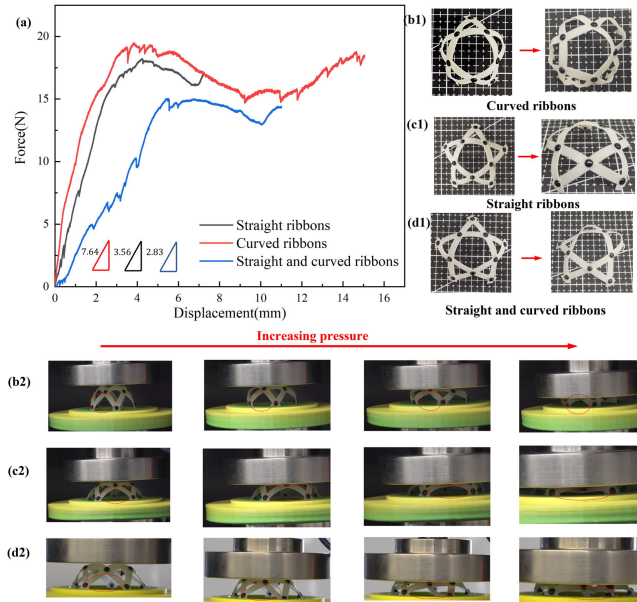 (a)
20
15
10
5
0
Force(N)
7.64
3.56
2.83
Straight ribbons
Curved ribbons
Straight and curved ribbons
0
2
4
6
8
10
12
14
16
Displacement(mm)
(b1)
Curved ribbons
(c1)
Straight ribbons
(d1)
Straight and curved ribbons
Increasing pressure
(b2)
(c2)
(d2)